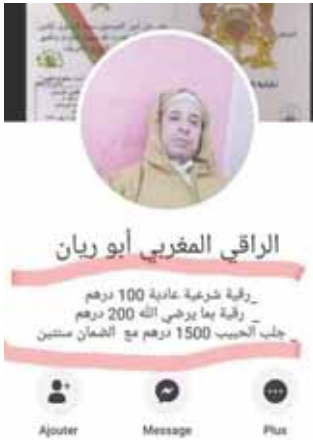 الراقي المغربي أبو ريان
_رقية شرعية عادية 100 درهم
_ رقية بما يرضي الله 200 درهم
_ جلب الحبيب 1500 درهم مع الضمان سنتين
Ajouter
Message
Plus